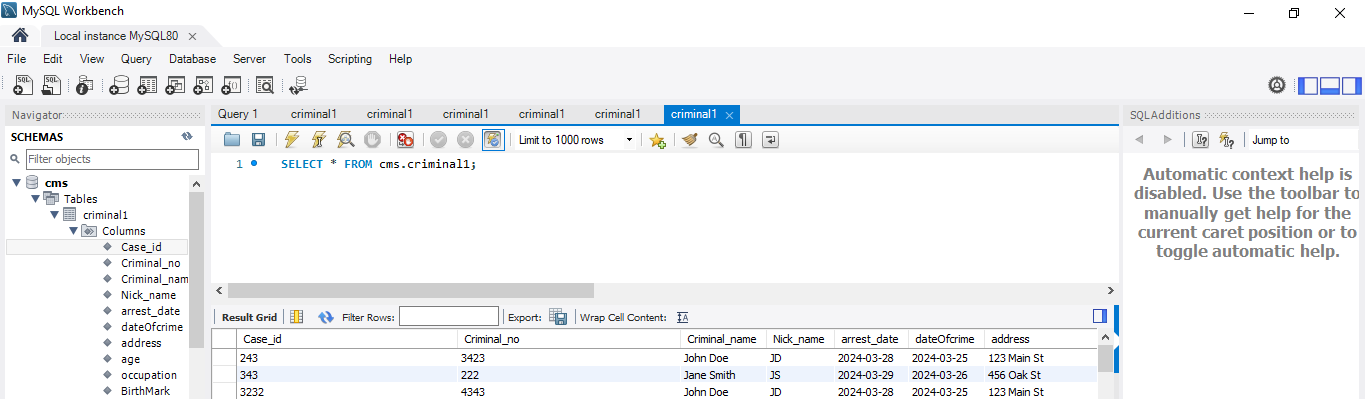 MySQL Workbench
Local instance MySQL80
File Edit View Query Database Server Tools Scripting Help
Navigator
SCHEMAS
Filter objects
cms
Tables
criminal1
Columns
Case_id
Criminal_no
Criminal_nam
Nick_name
arrest_date
dateOfcrime
address
age
occupation
BirthMark
Query 1 criminal1 criminal1 criminal1 criminal1 criminal1 criminal1
Limit to 1000 rows
1 SELECT * FROM cms.criminal1;
Result Grid Filter Rows: Export: Wrap Cell Content:
Case_id Criminal_no Criminal_name Nick_name arrest_date dateOfcrime address
243 3423 John Doe JD 2024-03-28 2024-03-25 123 Main St
343 222 Jane Smith JS 2024-03-29 2024-03-26 456 Oak St
3232 4343 John Doe JD 2024-03-28 2024-03-25 123 Main St
SQLAdditions
Jump to
Automatic context help is
disabled. Use the toolbar to
manually get help for the
current caret position or to
toggle automatic help.